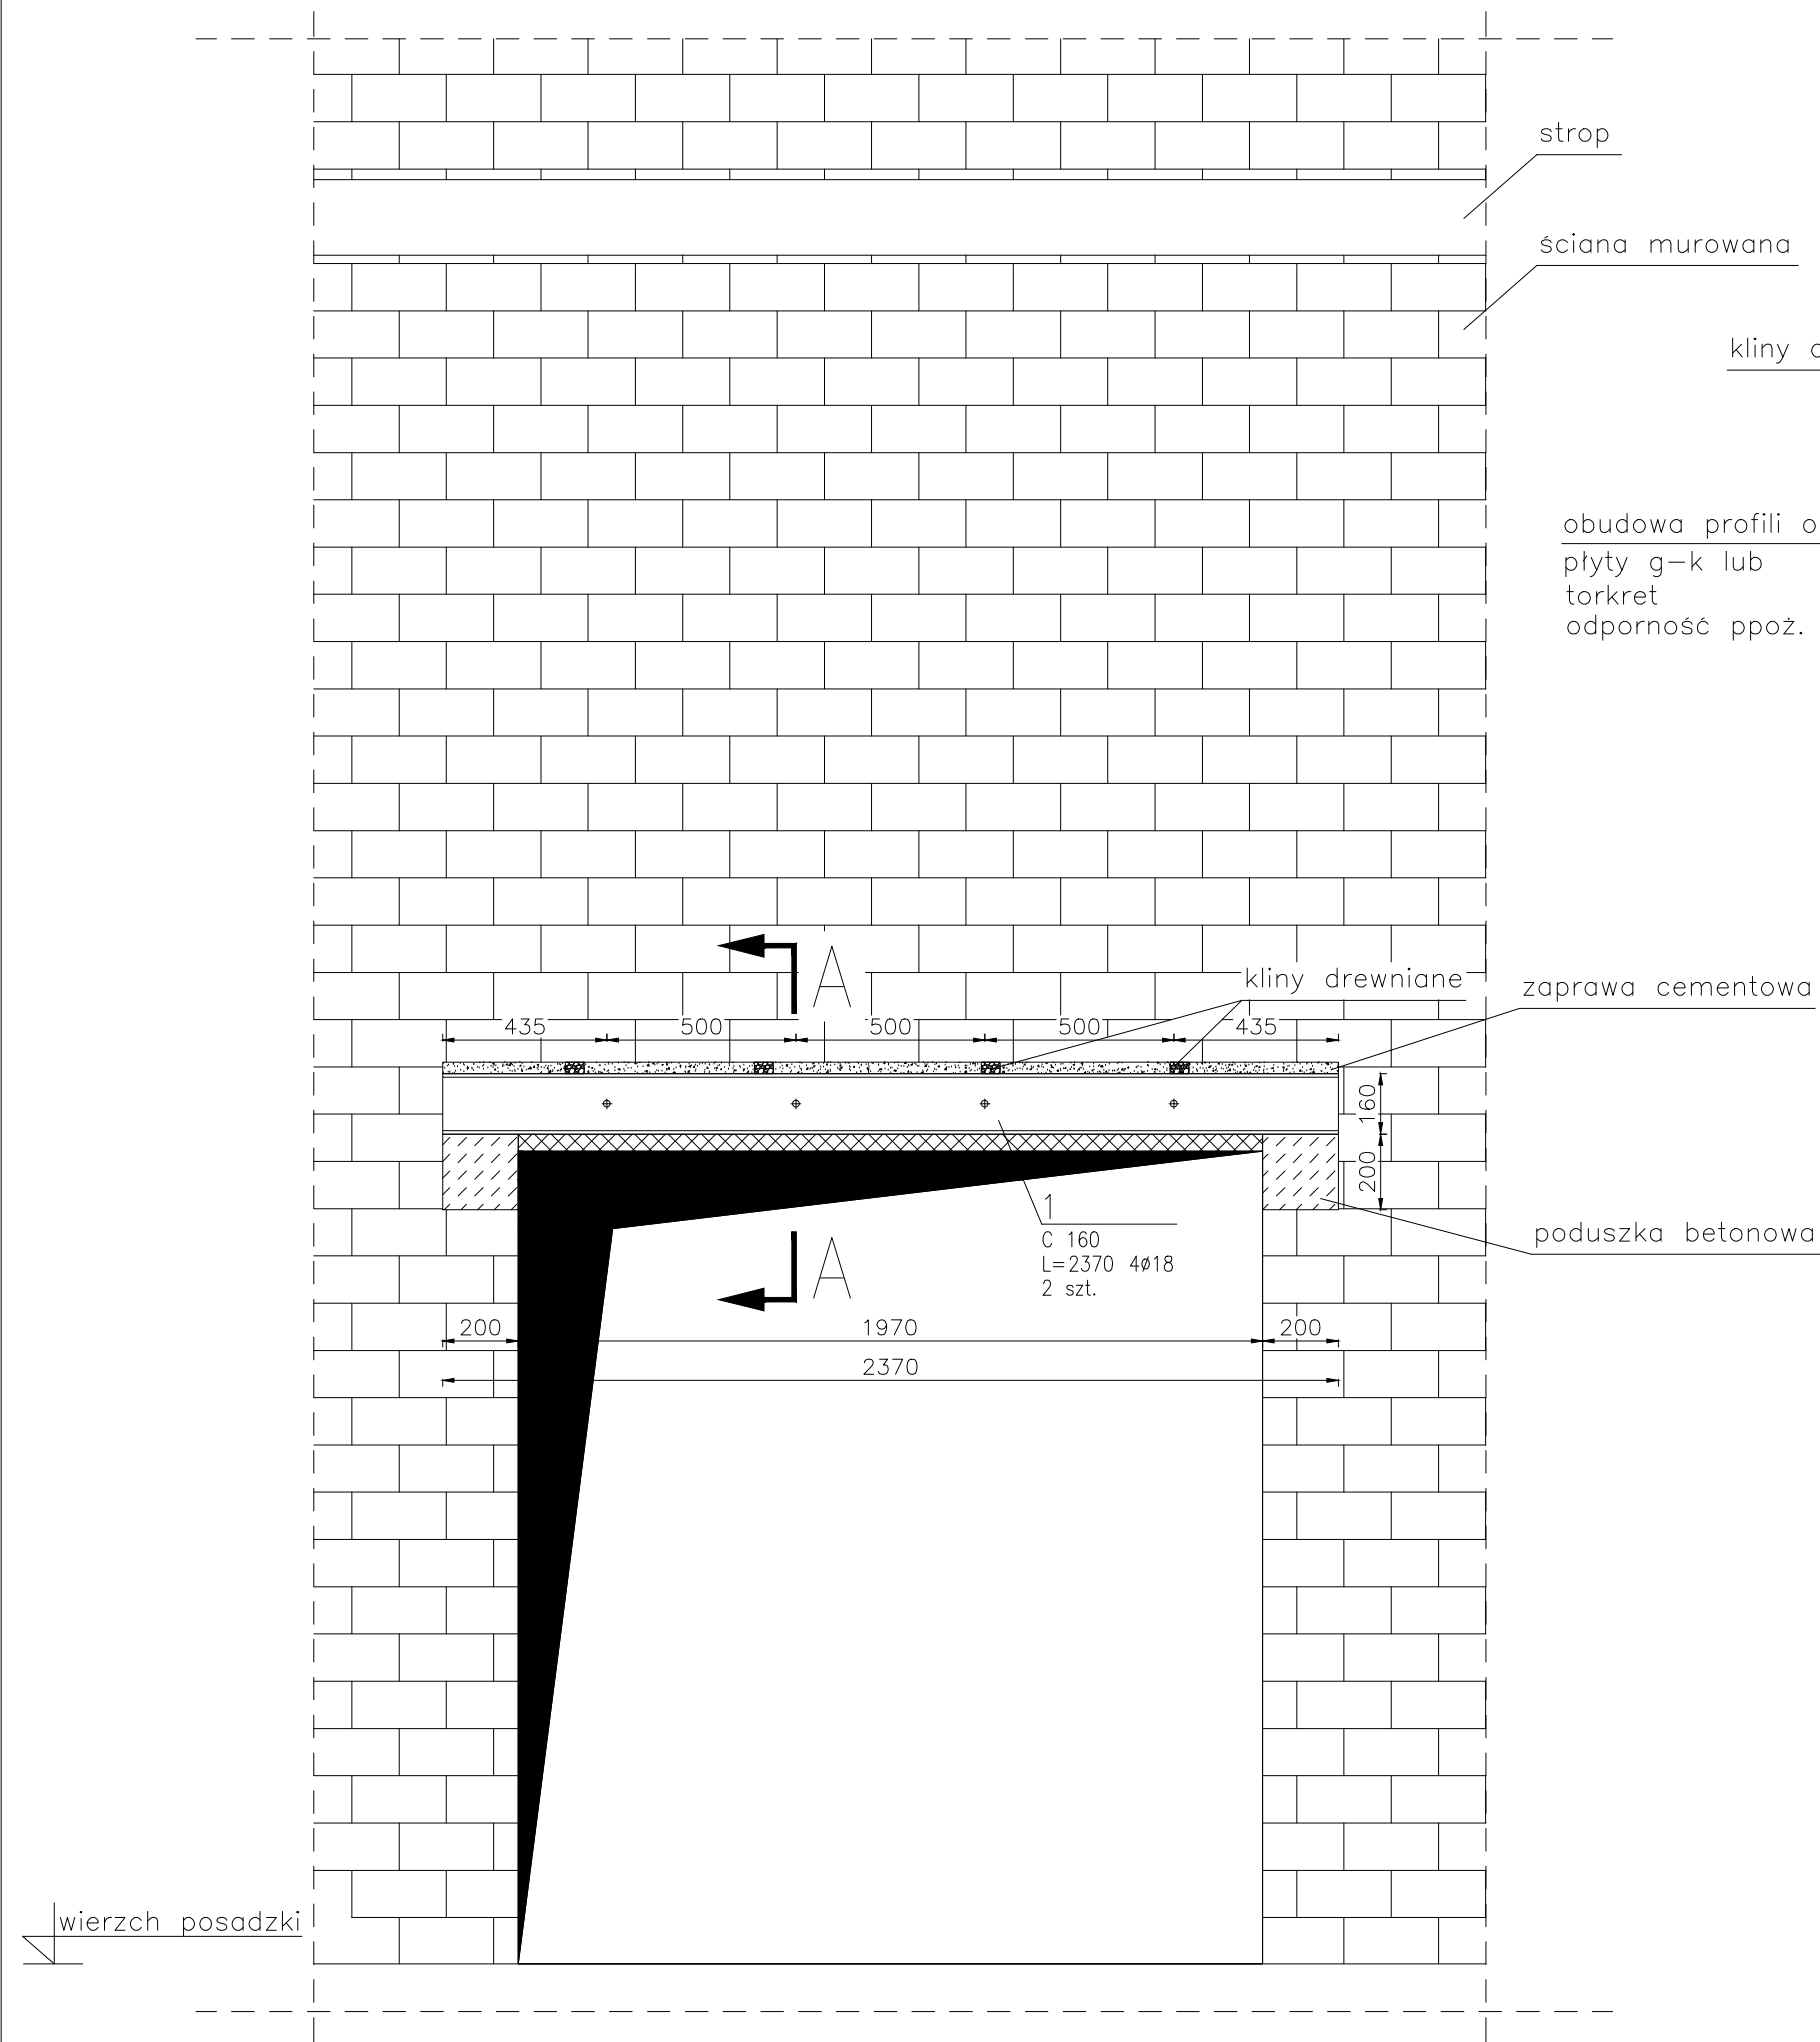 strop
ściana murowana
kliny
obudowa profili
płyty g-k lub
torkret
odporność ppoż.
A
kliny drewniane
zaprawa cementowa
435 500 500 500 435
160
200
1
C 160
L=2370 4ø18
2 szt.
poduszka betonowa
A
200 1970 200
2370
wierzch posadzki